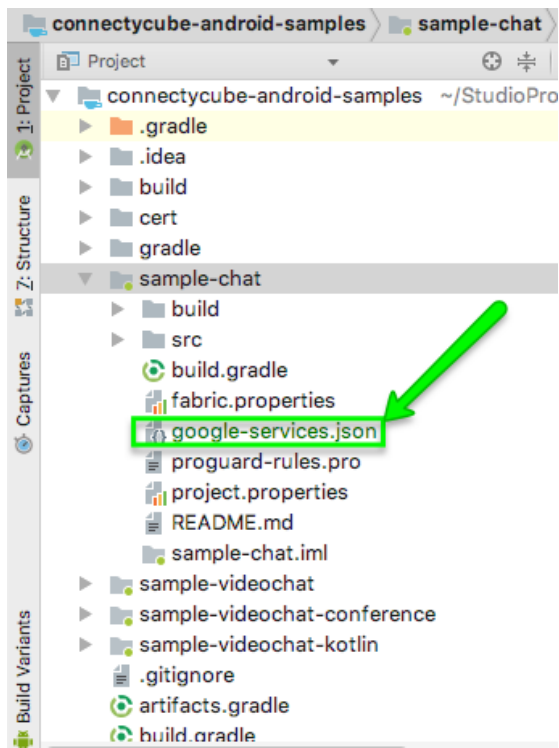 connectycube-android-samples sample-chat
Project
connectycube-android-samples ~/StudioPro
.gradle
.idea
build
cert
gradle
sample-chat
build
src
build.gradle
fabric.properties
google-services.json
proguard-rules.pro
project.properties
README.md
sample-chat.iml
sample-videochat
sample-videochat-conference
sample-videochat-kotlin
.gitignore
artifacts.gradle
build.gradle
1: Project
7: Structure
Captures
Build Variants